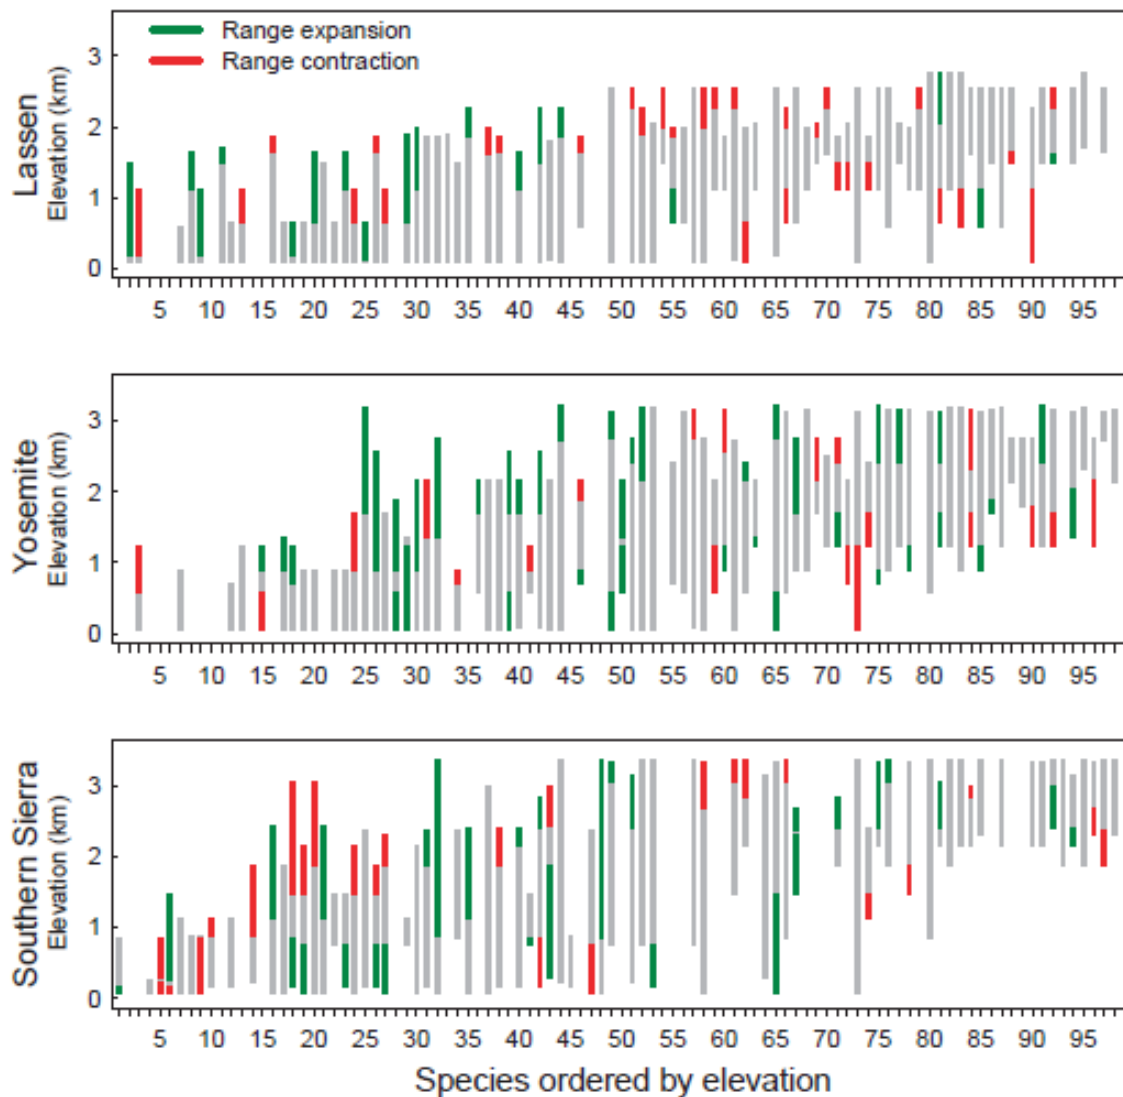 Range expansion
Range contraction
Lassen
Elevation (km)
3
2
1
0
5 10 15 20 25 30 35 40 45 50 55 60 65 70 75 80 85 90 95
Yosemite
Elevation (km)
3
2
1
0
5 10 15 20 25 30 35 40 45 50 55 60 65 70 75 80 85 90 95
Southern Sierra
Elevation (km)
3
2
1
0
5 10 15 20 25 30 35 40 45 50 55 60 65 70 75 80 85 90 95
Species ordered by elevation